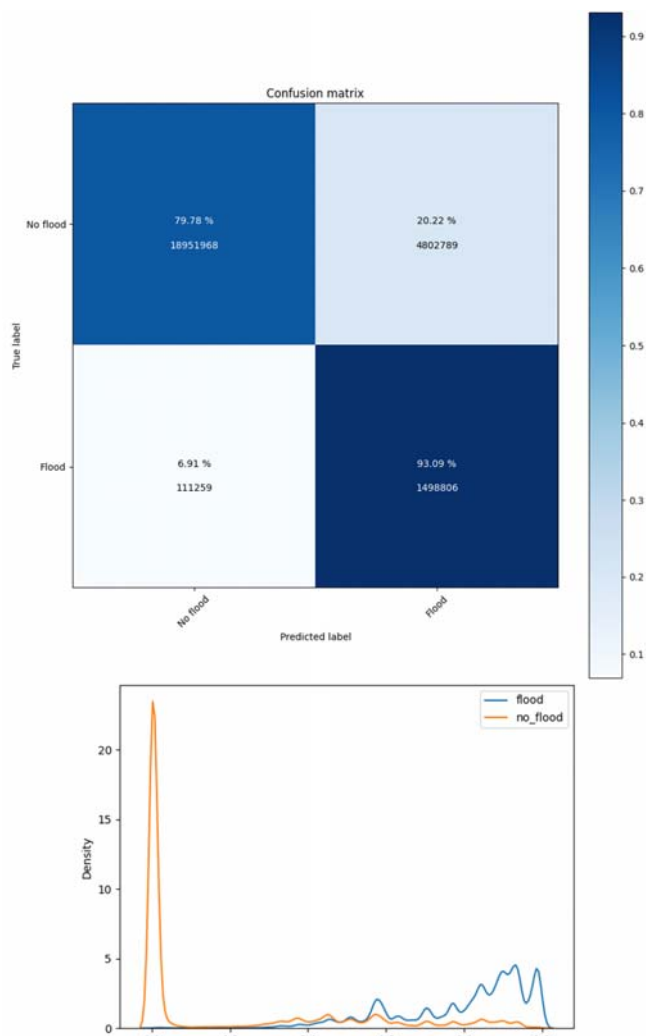 Confusion matrix
0.9
0.8
0.7
0.6
0.5
0.4
0.3
0.2
0.1
True label
No flood
79.78 %
20.22 %
18951968
4802789
Flood
6.91 %
93.09 %
111259
1498806
No flood
Flood
Predicted label
flood
no_flood
Density
20
15
10
5
0